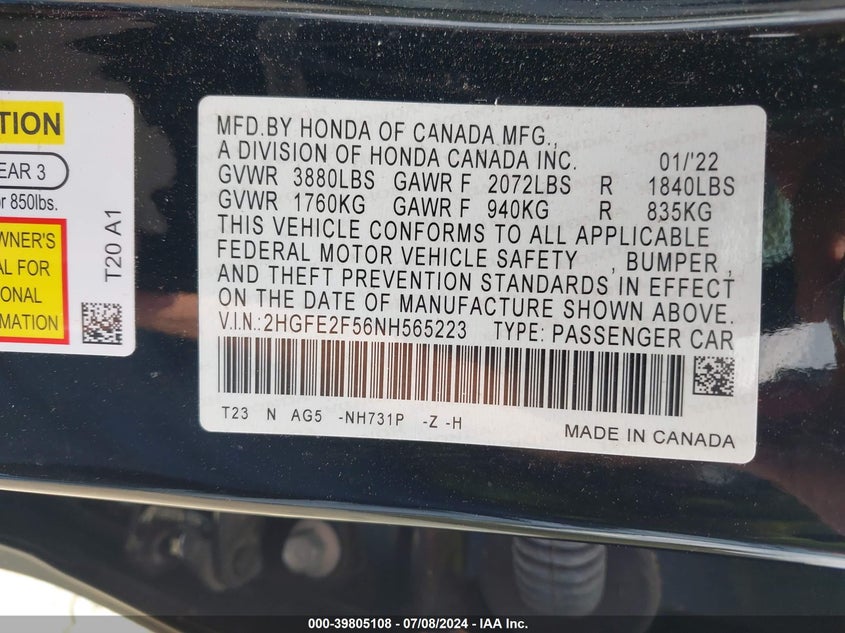 TION
EAR 3
or 850lbs.
WNER'S
AL FOR
ONAL
RMATION
T20 A1
MFD.BY HONDA OF CANADA MFG.,
A DIVISION OF HONDA CANADA INC. 01/'22
GVWR 3880LBS GAWR F 2072LBS R 1840LBS
GVWR 1760KG GAWR F 940KG R 835KG
THIS VEHICLE CONFORMS TO ALL APPLICABLE
FEDERAL MOTOR VEHICLE SAFETY , BUMPER ,
AND THEFT PREVENTION STANDARDS IN EFFECT
ON THE DATE OF MANUFACTURE SHOWN ABOVE.
V.I.N.:2HGFE2F56NH565223 TYPE: PASSENGER CAR
T23 N AG5 -NH731P -Z -H
MADE IN CANADA
000-39805108 - 07/08/2024 - IAA Inc.